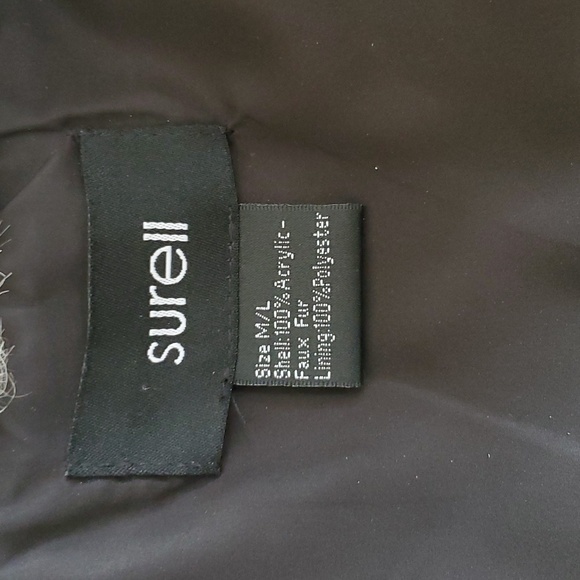 surell
Size M/L
Shell:100%Acrylic-
Faux Fur
Lining:100%Polyester